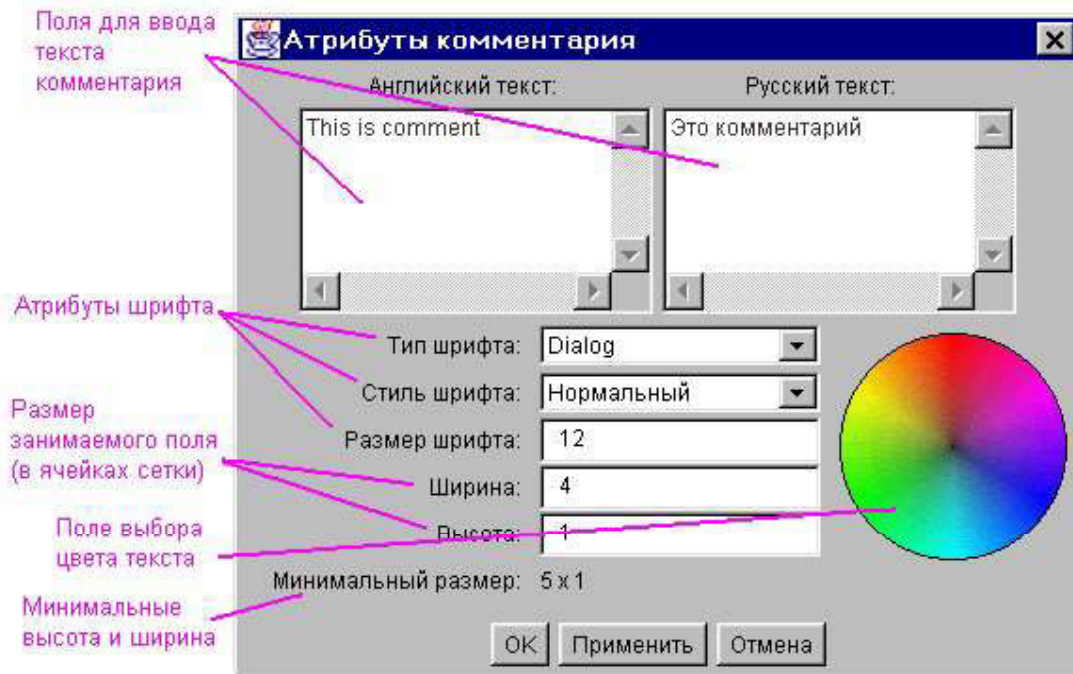 Поля для ввода
текста
комментария
Атрибуты комментария
Английский текст:
Русский текст:
This is comment
Это комментарий
Атрибуты шрифта
Тип шрифта:
Dialog
Стиль шрифта:
Нормальный
Размер шрифта:
12
Размер
занимаемого поля
(в ячейках сетки)
Ширина:
4
Высота:
1
Поле выбора
цвета текста
Минимальный размер:
5 x 1
Минимальные
высота и ширина
OK
Применить
Отмена